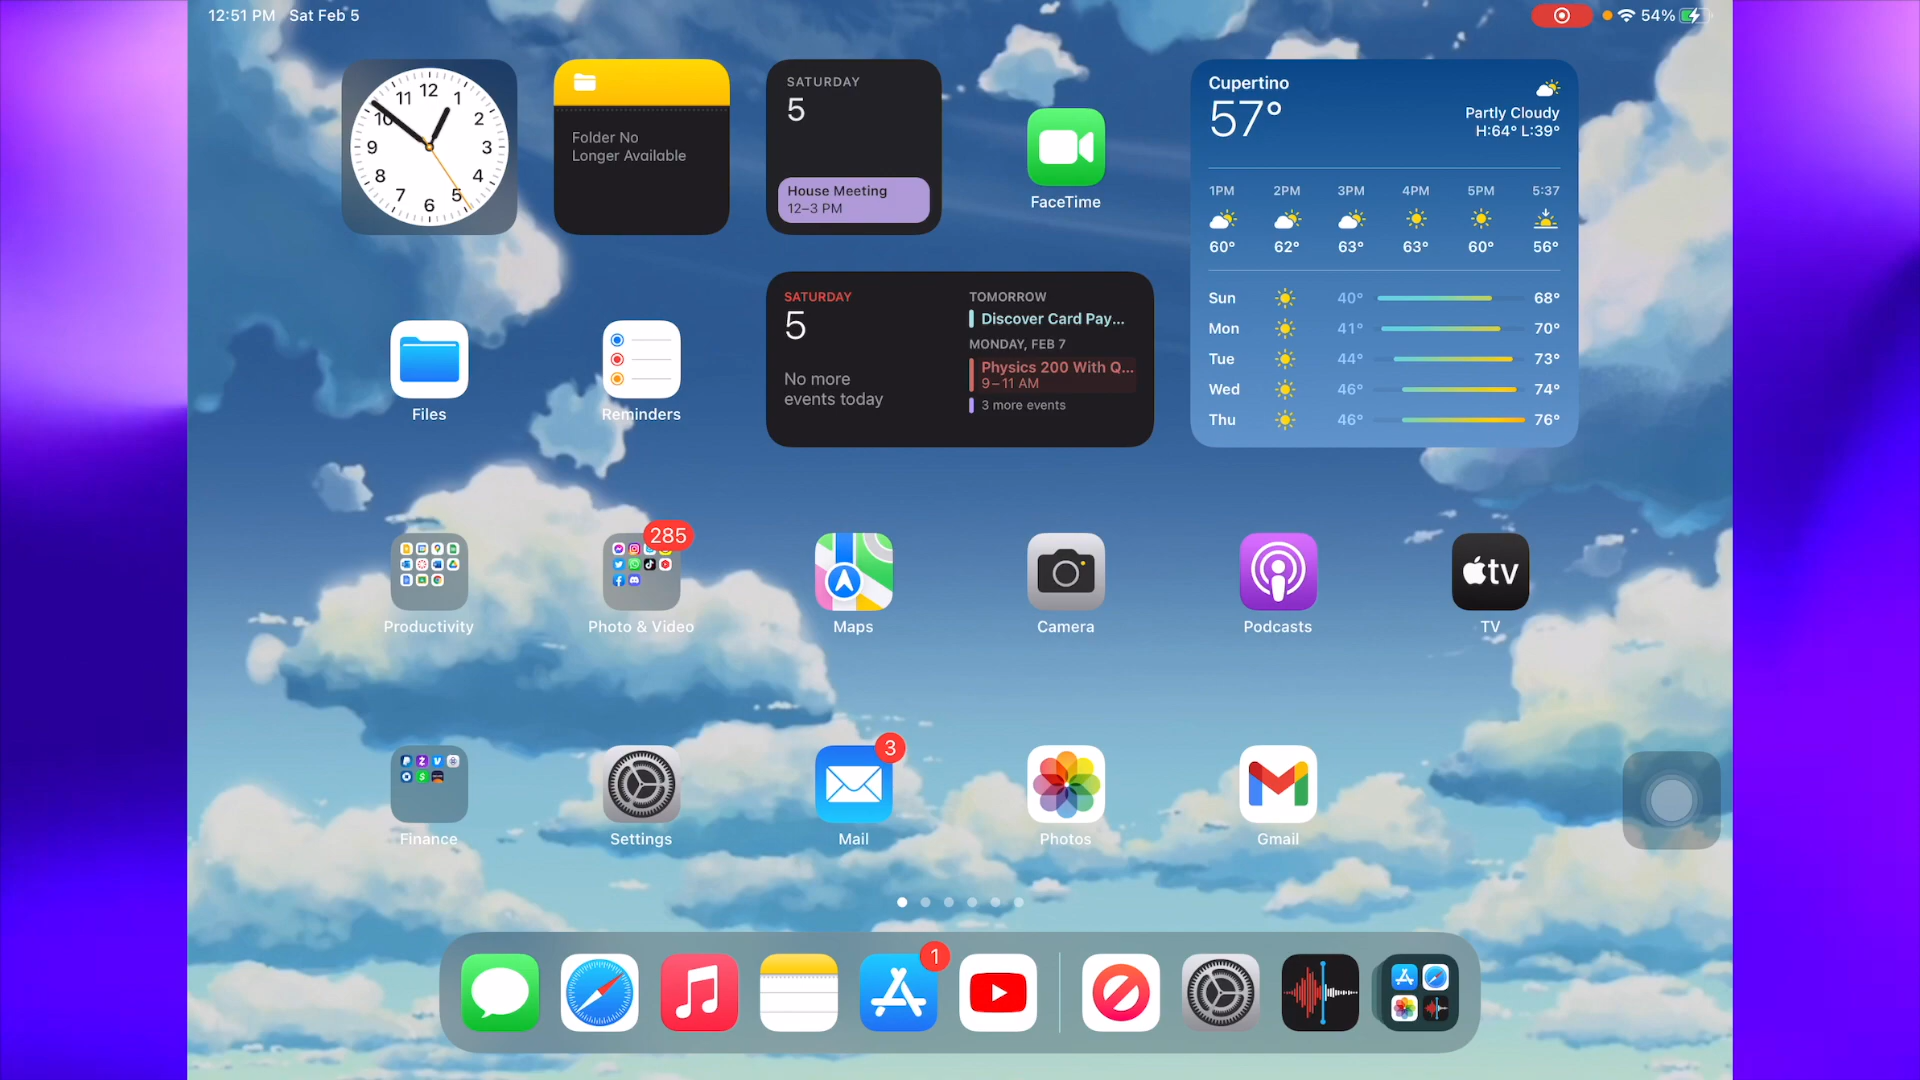 12:51 PM Sat Feb 5
54%
12
1
2
3
4
5
6
7
8
9
10
11
Folder No
Longer Available
SATURDAY
5
House Meeting
12–3 PM
FaceTime
Cupertino
57°
Partly Cloudy
H:64° L:39°
1PM 2PM 3PM 4PM 5PM 5:37
60° 62° 63° 63° 60° 56°
Sun 40° 68°
Mon 41° 70°
Tue 44° 73°
Wed 46° 74°
Thu 46° 76°
Files
Reminders
SATURDAY
5
No more
events today
TOMORROW
Discover Card Pay...
MONDAY, FEB 7
Physics 200 With Q...
9–11 AM
3 more events
285
tv
Productivity
Photo & Video
Maps
Camera
Podcasts
TV
3
Finance
Settings
Mail
Photos
Gmail
1